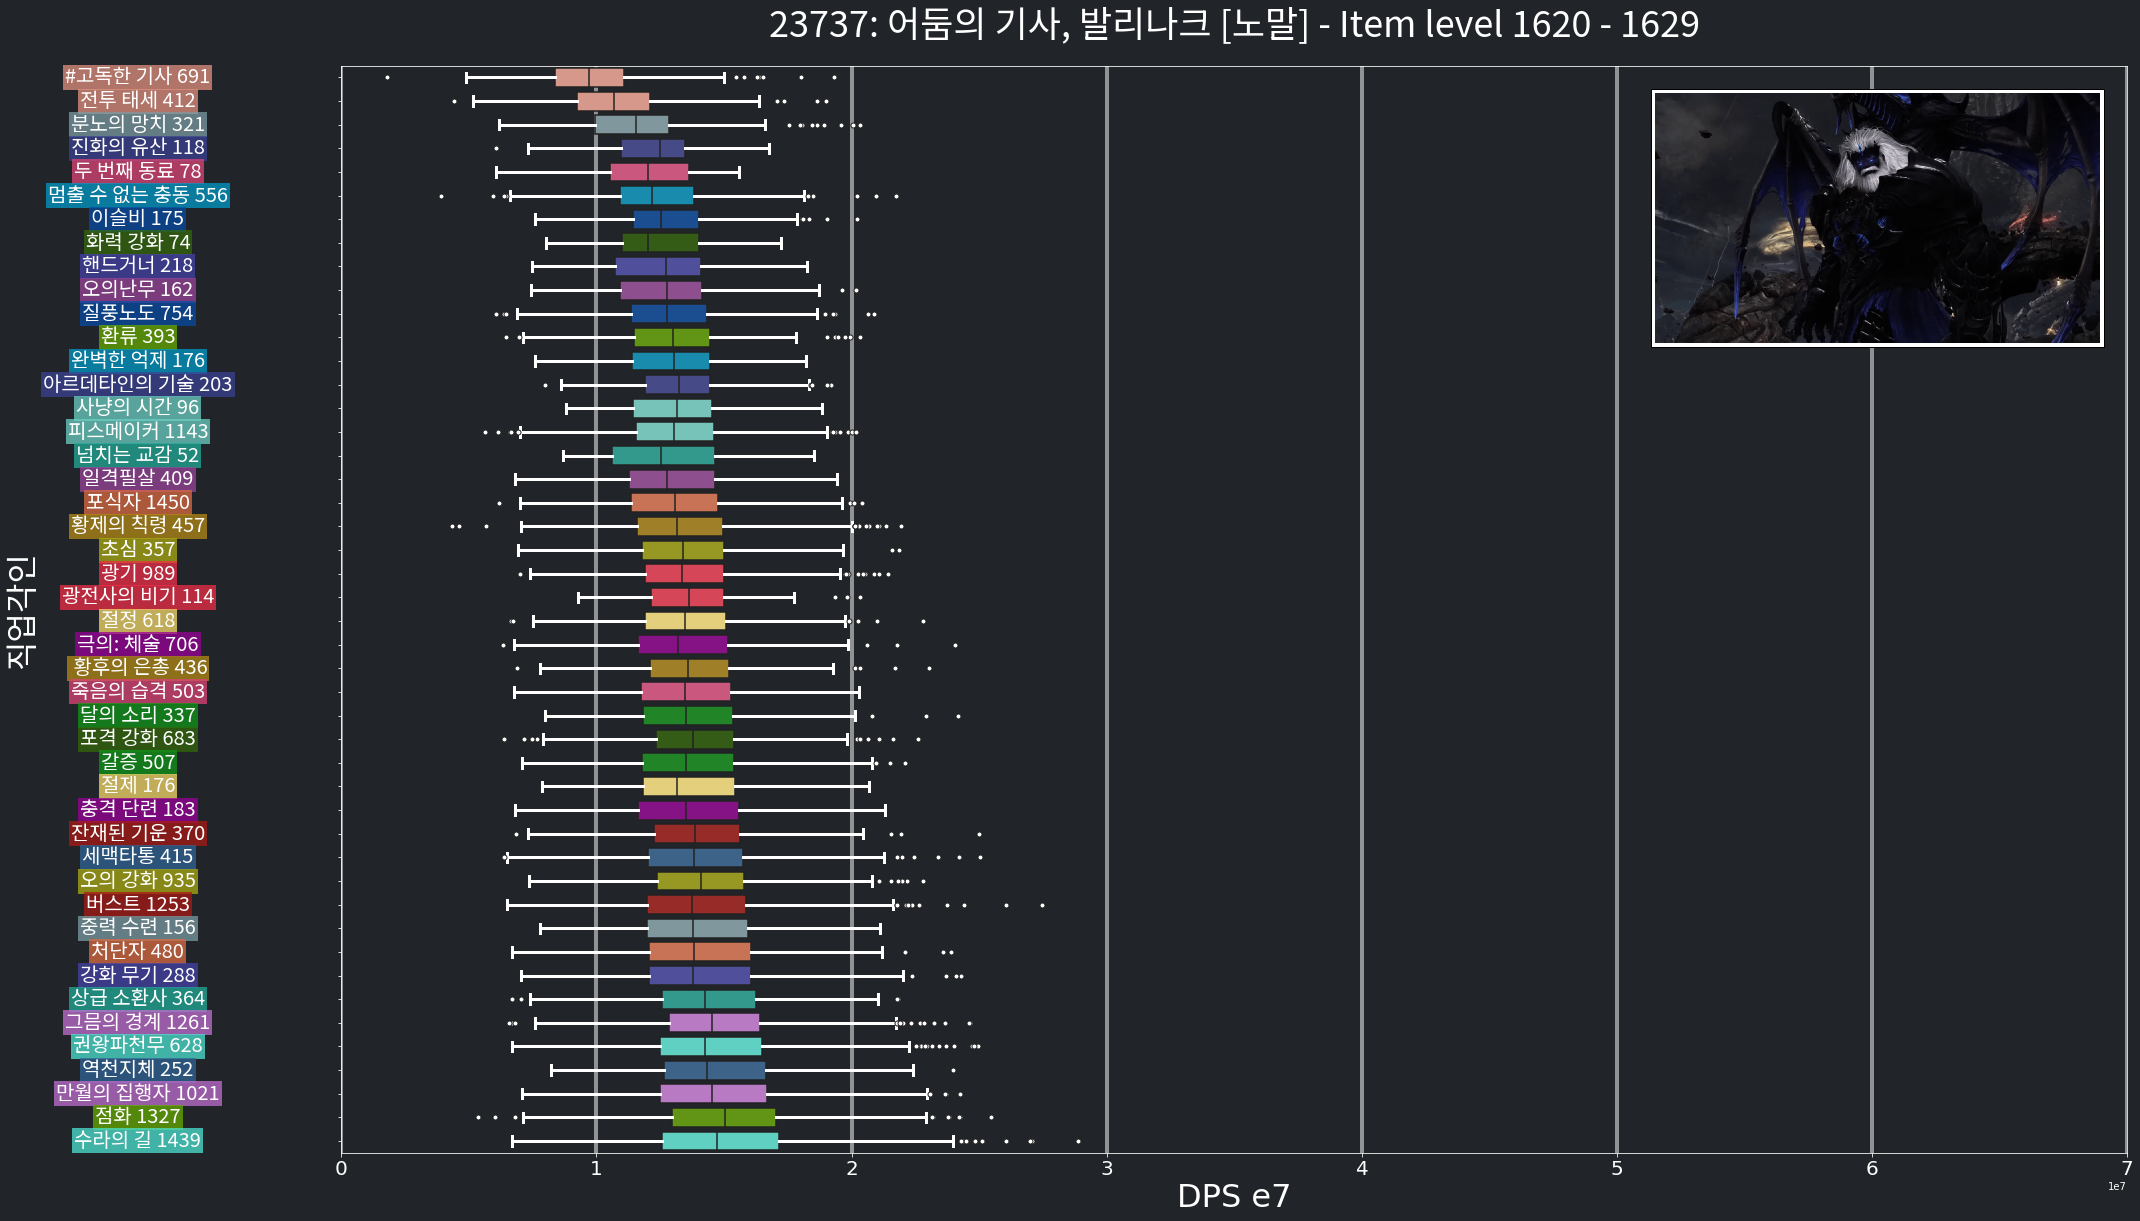 23737: 어둠의 기사, 발리나크 [노말] - Item level 1620 - 1629
#고독한 기사 691
전투 태세 412
분노의 망치 321
진화의 유산 118
두 번째 동료 78
멈출 수 없는 충동 556
이슬비 175
화력 강화 74
핸드거너 218
오의난무 162
질풍노도 754
환류 393
완벽한 억제 176
아르데타인의 기술 203
사냥의 시간 96
피스메이커 1143
넘치는 교감 52
일격필살 409
포식자 1450
황제의 칙령 457
초심 357
광기 989
광전사의 비기 114
절정 618
극의: 체술 706
황후의 은총 436
죽음의 습격 503
달의 소리 337
포격 강화 683
갈증 507
절제 176
충격 단련 183
잔재된 기운 370
세맥타통 415
오의 강화 935
버스트 1253
중력 수련 156
처단자 480
강화 무기 288
상급 소환사 364
그믐의 경계 1261
권왕파천무 628
역천지체 252
만월의 집행자 1021
점화 1327
수라의 길 1439
직업각인
0 1 2 3 4 5 6 7
1e7
DPS e7